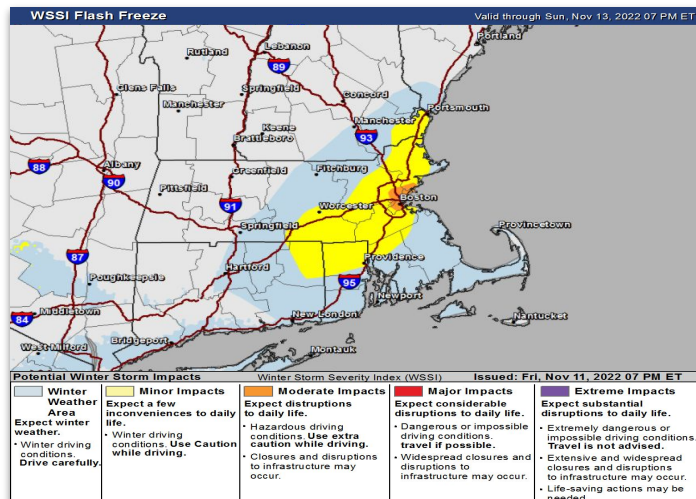 WSSI Flash Freeze
Valid through Sun, Nov 13, 2022 07 PM ET
Portland
Rutland
Lebanon
89
Glens Falls
Springfield
Concord
Manchester
Portsmouth
Manchester
Keene
93
Brattleboro
88
Albany
90
Greenfield
Fitchburg
Pittsfield
91
Worcester
Boston
Springfield
Provincetown
87
Hartford
Providence
Poughkeepsie
95
Newport
84
Middletown
New London
Nantucket
West Milford
Bridgeport
Montauk
Potential Winter Storm Impacts
Winter Storm Severity Index (WSSI)
Issued: Fri, Nov 11, 2022 07 PM ET
Winter
Weather
Area
Expect winter
weather.
• Winter driving
conditions.
Drive carefully.
Minor Impacts
Expect a few
inconveniences to daily
life.
• Winter driving
conditions. Use Caution
while driving.
Moderate Impacts
Expect distruptions
to daily life.
• Hazardous driving
conditions. Use extra
caution while driving.
• Closures and disruptions
to infrastructure may
occur.
Major Impacts
Expect considerable
disruptions to daily life.
• Dangerous or impossible
driving conditions.
travel if possible.
• Widespread closures and
disruptions to
infrastructure may occur.
Extreme Impacts
Expect substantial
disruptions to daily life.
• Extremely dangerous or
impossible driving conditions.
Travel is not advised.
• Extensive and widespread
closures and disruptions
to infrastructure may occur.
• Life-saving actions may be
needed.